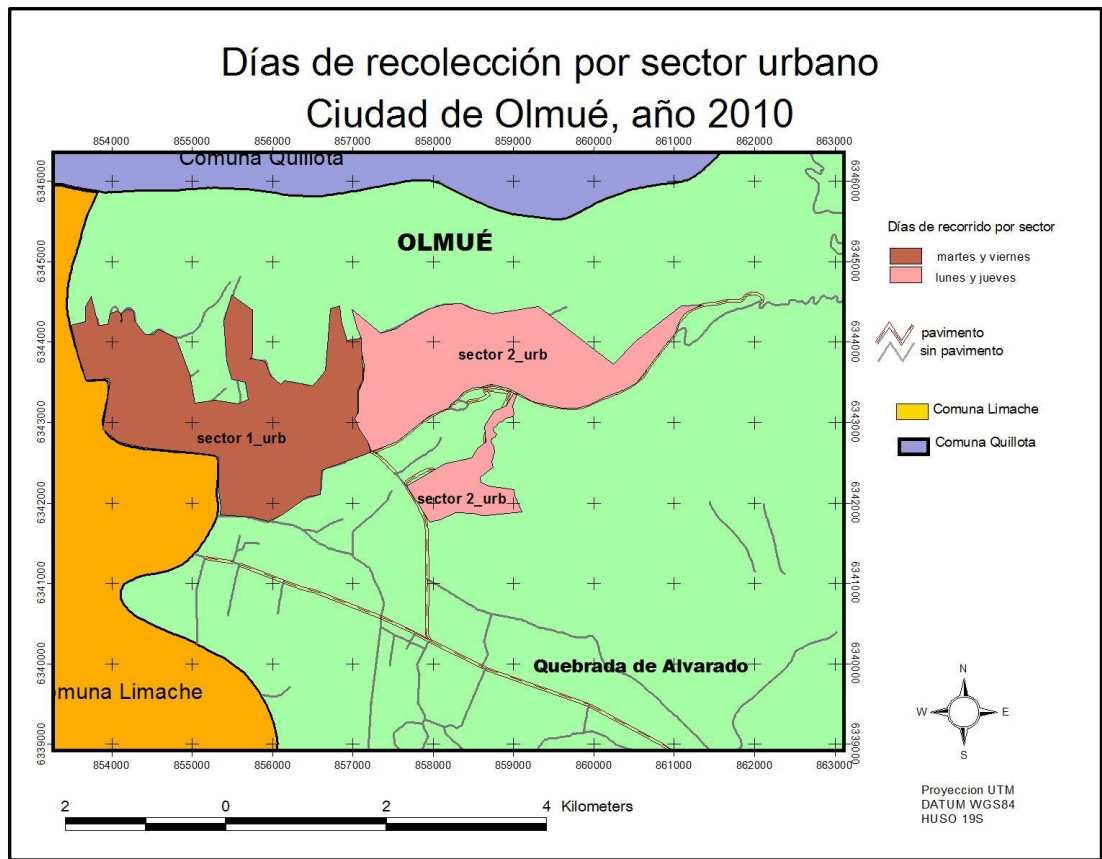 Días de recolección por sector urbano
Ciudad de Olmué, año 2010
854000 855000 856000 857000 858000 859000 860000 861000 862000 863000
Comuna Quillota
6346000 6346000
OLMUÉ
6345000 6345000
6344000 6344000
sector 2_urb
6343000 6343000
sector 1_urb
sector 2_urb
6342000 6342000
6341000 6341000
6340000 6340000
Quebrada de Alvarado
omuna Limache
6339000 6339000
854000 855000 856000 857000 858000 859000 860000 861000 862000 863000
Días de recorrido por sector
martes y viernes
lunes y jueves
pavimento
sin pavimento
Comuna Limache
Comuna Quillota
N
W E
S
2 0 2 4 Kilometers
Proyeccion UTM
DATUM WGS84
HUSO 19S